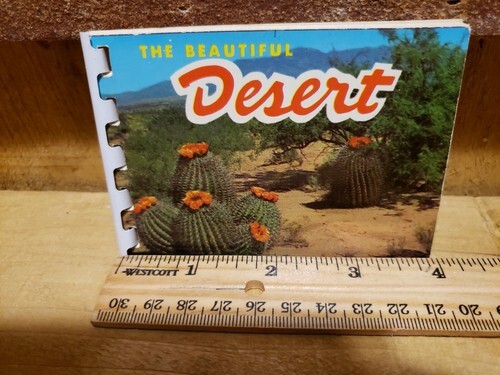 THE BEAUTIFUL
Desert
WESTCOTT 1 2 3 4
30 29 28 27 26 25 24 23 22 21 20